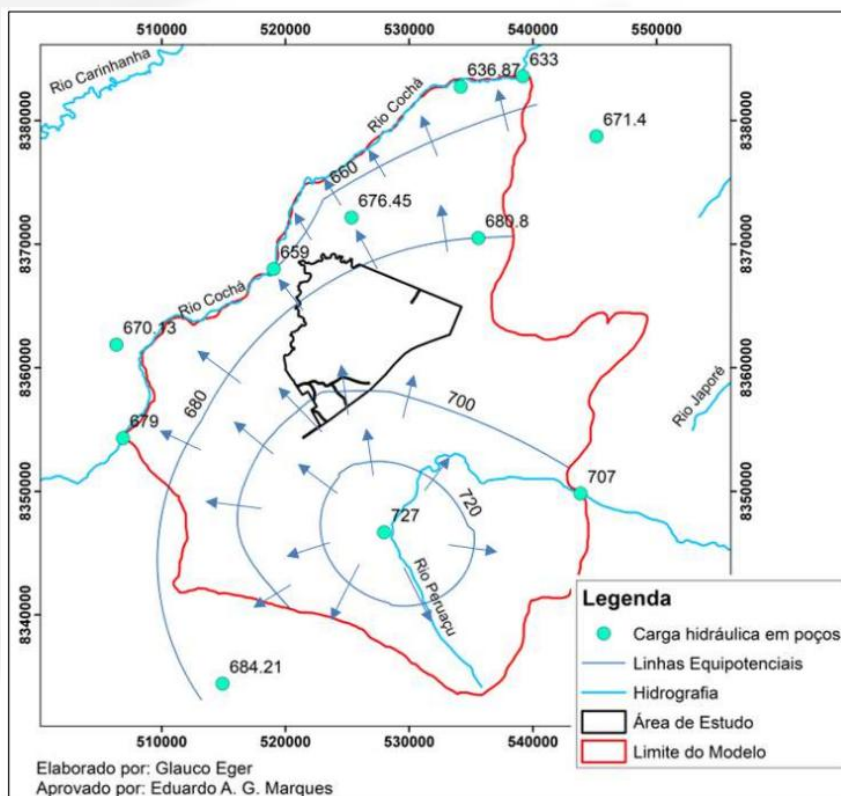 510000 520000 530000 540000 550000
Rio Carinhanha
633
636.87
Rio Cochá
8380000
8380000
671.4
660
676.45
680.8
8370000
8370000
659
Rio Cochá
670.13
8360000
8360000
680
700
Rio Japoré
679
8350000
8350000
707
720
727
Rio Peruaçu
8340000
8340000
684.21
Legenda
Carga hidráulica em poços
Linhas Equipotenciais
Hidrografia
Área de Estudo
Limite do Modelo
510000 520000 530000 540000
Elaborado por: Glauco Eger
Aprovado por: Eduardo A. G. Marques